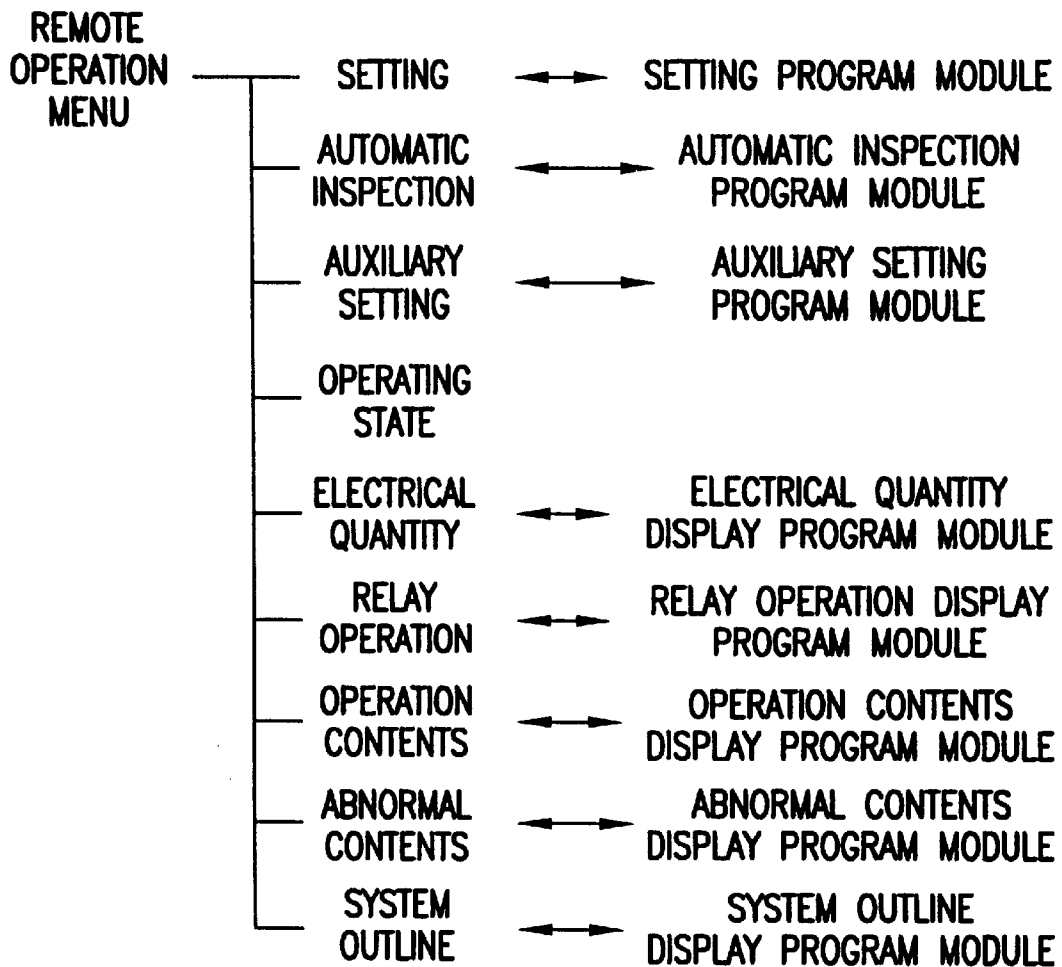 REMOTE
OPERATION
MENU
SETTING
SETTING PROGRAM MODULE
AUTOMATIC
INSPECTION
AUTOMATIC INSPECTION
PROGRAM MODULE
AUXILIARY
SETTING
AUXILIARY SETTING
PROGRAM MODULE
OPERATING
STATE
ELECTRICAL
QUANTITY
ELECTRICAL QUANTITY
DISPLAY PROGRAM MODULE
RELAY
OPERATION
RELAY OPERATION DISPLAY
PROGRAM MODULE
OPERATION
CONTENTS
OPERATION CONTENTS
DISPLAY PROGRAM MODULE
ABNORMAL
CONTENTS
ABNORMAL CONTENTS
DISPLAY PROGRAM MODULE
SYSTEM
OUTLINE
SYSTEM OUTLINE
DISPLAY PROGRAM MODULE